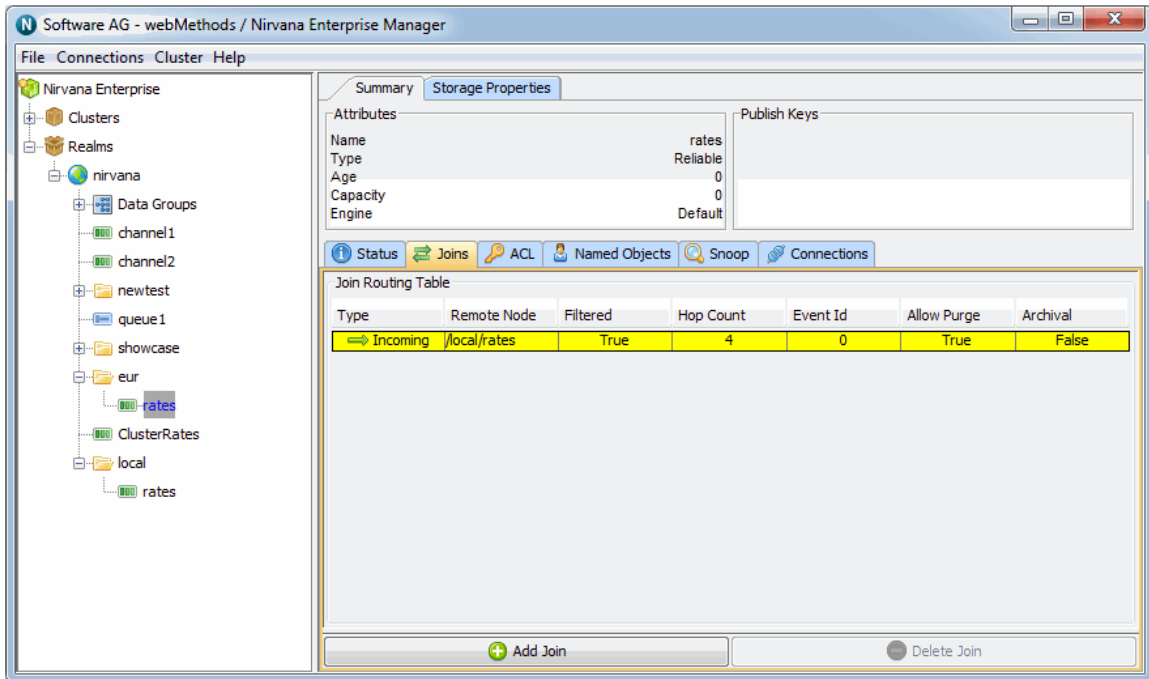 Software AG - webMethods / Nirvana Enterprise Manager
File Connections Cluster Help
Nirvana Enterprise
Clusters
Realms
nirvana
Data Groups
channel1
channel2
newtest
queue1
showcase
eur
rates
ClusterRates
local
rates
Summary Storage Properties
Attributes
Name rates
Type Reliable
Age 0
Capacity 0
Engine Default
Publish Keys
Status Joins ACL Named Objects Snoop Connections
Join Routing Table
Type Remote Node Filtered Hop Count Event Id Allow Purge Archival
Incoming /local/rates True 4 0 True False
Add Join Delete Join